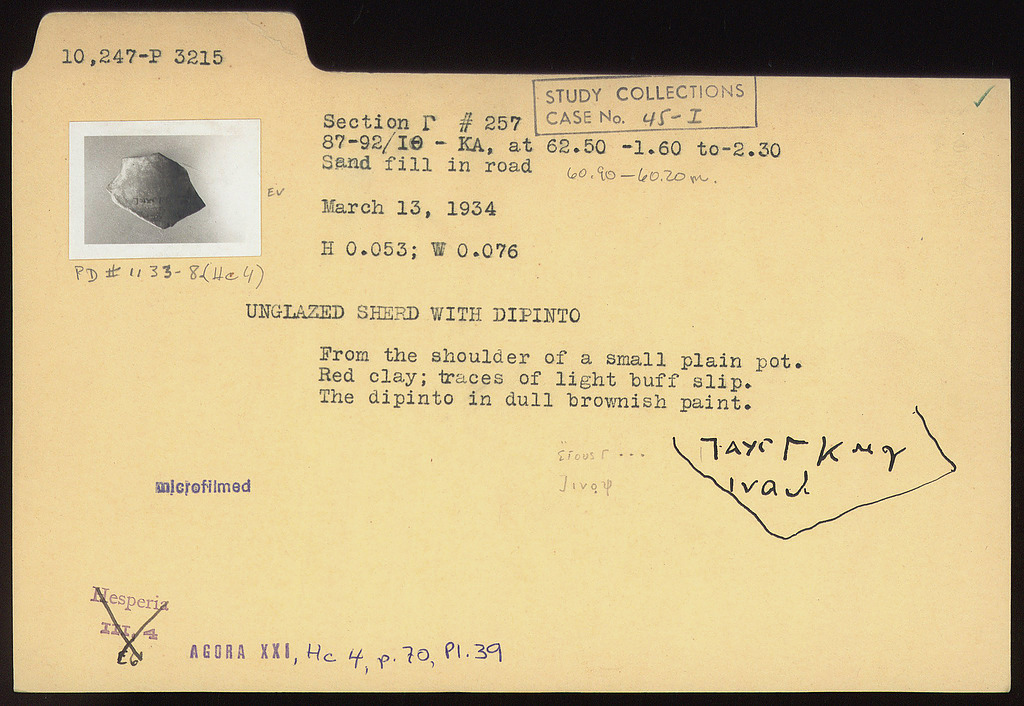 10,247-P 3215
STUDY COLLECTIONS
CASE No. 45-I
Section Γ # 257
87-92/ΙΘ - ΚΑ, at 62.50 -1.60 to-2.30
Sand fill in road
60.90-60.20 m.
EV
March 13, 1934
H 0.053; W 0.076
PD # 1133-8 (Hc 4)
UNGLAZED SHERD WITH DIPINTO
From the shoulder of a small plain pot.
Red clay; traces of light buff slip.
The dipinto in dull brownish paint.
microfilmed
Hesperia
III, 4
EG
AGORA XXI, Hc 4, p. 70, Pl. 39